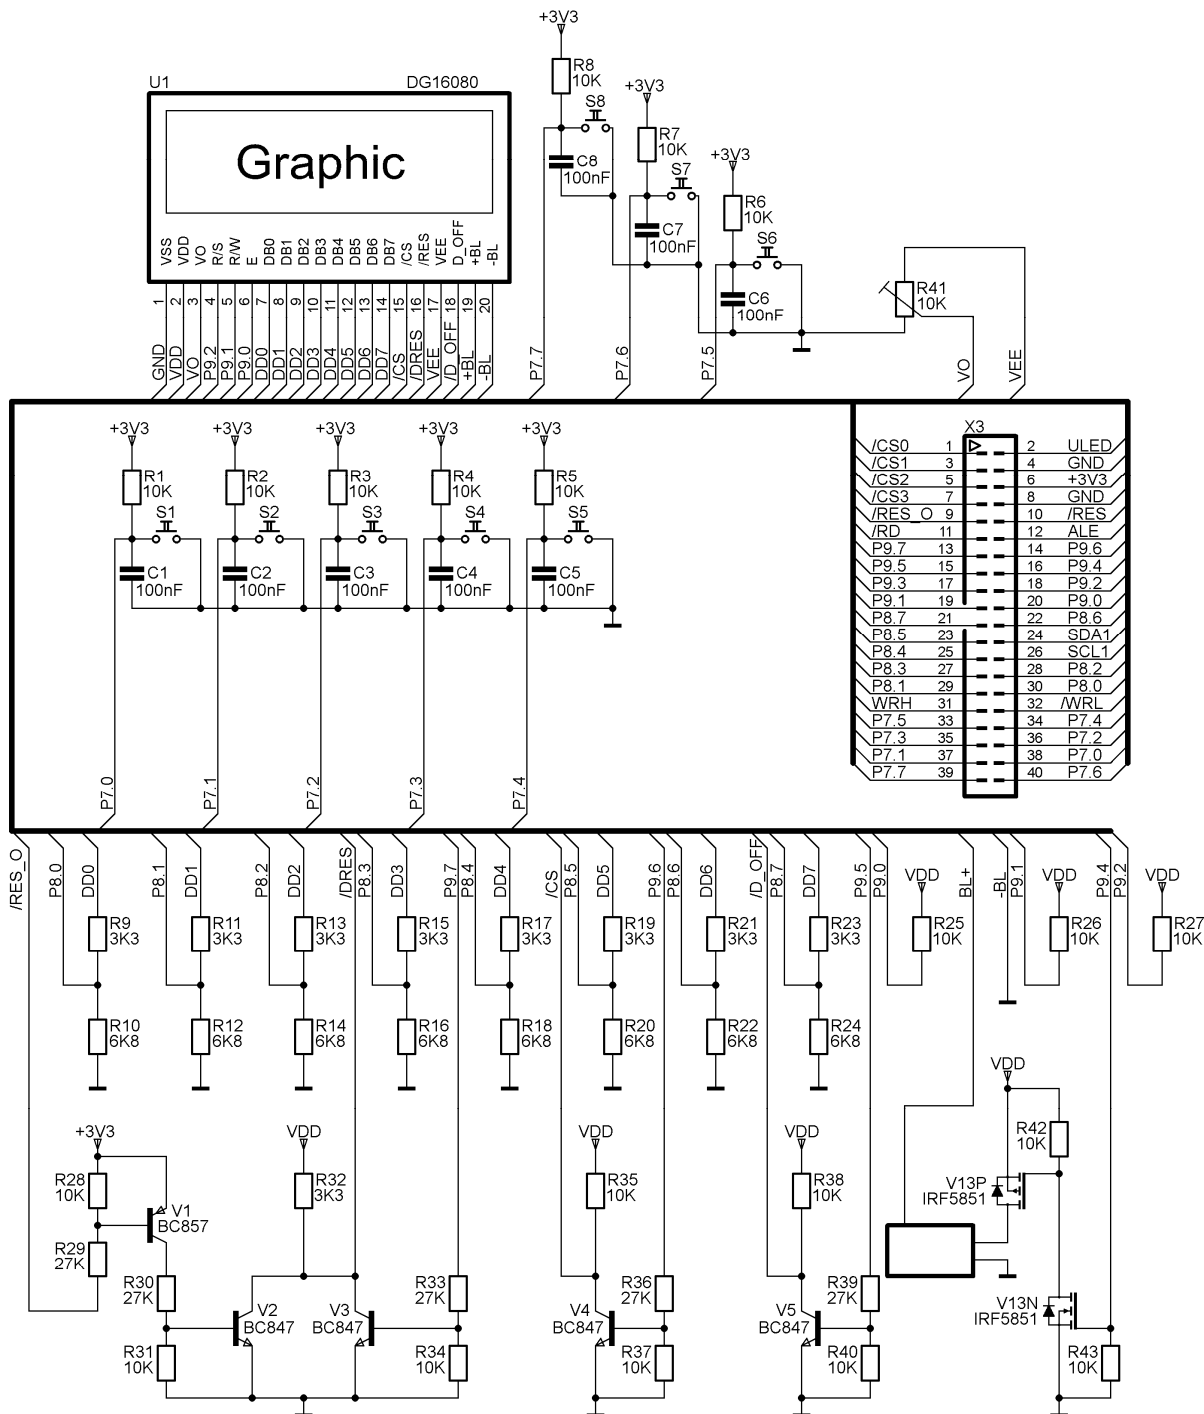 +3V3
R8
10K
S8
C8
100nF
+3V3
R7
10K
S7
C7
100nF
+3V3
R6
10K
S6
C6
100nF
U1
DG16080
Graphic
VSS
VDD
VO
R/S
R/W
E
DB0
DB1
DB2
DB3
DB4
DB5
DB6
DB7
/CS
/RES
VEE
D_OFF
+BL
-BL
1
2
3
4
5
6
7
8
9
10
11
12
13
14
15
16
17
18
19
20
GND
VDD
VO
P9.2
P9.1
P9.0
DD0
DD1
DD2
DD3
DD4
DD5
DD6
DD7
/CS
/DRES
VEE
/D_OFF
+BL
-BL
P7.7
P7.6
P7.5
R41
10K
VO
VEE
+3V3
+3V3
+3V3
+3V3
+3V3
R1
10K
S1
C1
100nF
R2
10K
S2
C2
100nF
R3
10K
S3
C3
100nF
R4
10K
S4
C4
100nF
R5
10K
S5
C5
100nF
P7.0
P7.1
P7.2
P7.3
P7.4
X3
/CS0 1 2 ULED
/CS1 3 4 GND
/CS2 5 6 +3V3
/CS3 7 8 GND
/RES_O 9 10 /RES
/RD 11 12 ALE
P9.7 13 14 P9.6
P9.5 15 16 P9.4
P9.3 17 18 P9.2
P9.1 19 20 P9.0
P8.7 21 22 P8.6
P8.5 23 24 SDA1
P8.4 25 26 SCL1
P8.3 27 28 P8.2
P8.1 29 30 P8.0
WRH 31 32 /WRL
P7.5 33 34 P7.4
P7.3 35 36 P7.2
P7.1 37 38 P7.0
P7.7 39 40 P7.6
/RES_O
P8.0
DD0
P8.1
DD1
P8.2
DD2
/DRES
P8.3
DD3
P9.7
P8.4
DD4
/CS
P8.5
DD5
P9.6
P8.6
DD6
/D_OFF
P8.7
DD7
P9.5
P9.0
VDD
BL+
-BL
P9.1
VDD
P9.4
P9.2
VDD
R9
3K3
R11
3K3
R13
3K3
R15
3K3
R17
3K3
R19
3K3
R21
3K3
R23
3K3
R25
10K
R26
10K
R27
10K
R10
6K8
R12
6K8
R14
6K8
R16
6K8
R18
6K8
R20
6K8
R22
6K8
R24
6K8
+3V3
R28
10K
V1
BC857
R29
27K
R30
27K
R31
10K
VDD
R32
3K3
V2
BC847
V3
BC847
R33
27K
R34
10K
VDD
R35
10K
V4
BC847
R36
27K
R37
10K
VDD
R38
10K
V5
BC847
R39
27K
R40
10K
VDD
R42
10K
V13P
IRF5851
V13N
IRF5851
R43
10K